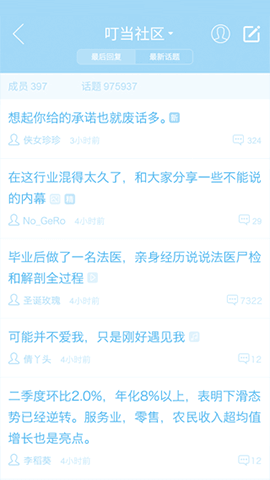 叮当社区
最后回复 最新话题
成员 397 话题 975937
想起你给的承诺也就废话多。
侠女珍珍 3小时前 324
在这行业混得太久了，和大家分享一些不能说
的内幕
No_GeRo 4小时前 29
毕业后做了一名法医，亲身经历说说法医尸检
和解剖全过程
圣诞玫瑰 4小时前 7322
可能并不爱我，只是刚好遇见我
倩丫头 4小时前 12
二季度环比2.0%，年化8%以上，表明下滑态
势已经逆转。服务业，零售，农民收入超均值
增长也是亮点。
李稻葵 4小时前 12